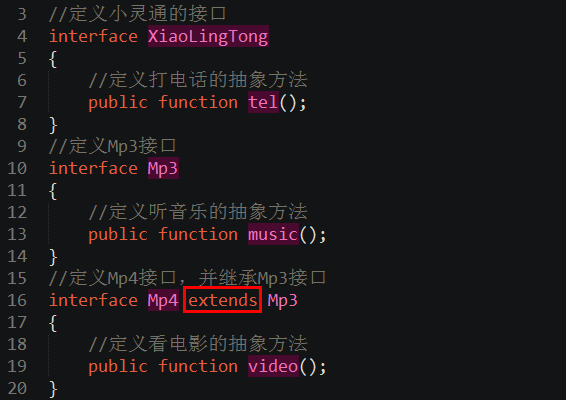 3 //定义小灵通的接口
4 interface XiaoLingTong
5 {
6 //定义打电话的抽象方法
7 public function tel();
8 }
9 //定义Mp3接口
10 interface Mp3
11 {
12 //定义听音乐的抽象方法
13 public function music();
14 }
15 //定义Mp4接口，并继承Mp3接口
16 interface Mp4 extends Mp3
17 {
18 //定义看电影的抽象方法
19 public function video();
20 }